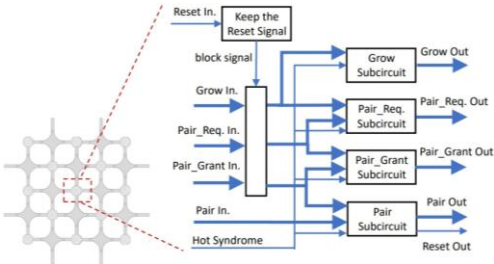 Reset In.
Keep the
Reset Signal
block signal
Grow In.
Pair_Req. In.
Pair_Grant In.
Pair In.
Hot Syndrome
Grow
Subcircuit
Grow Out
Pair_Req.
Subcircuit
Pair_Req. Out
Pair_Grant
Subcircuit
Pair_Grant Out
Pair
Subcircuit
Pair Out
Reset Out